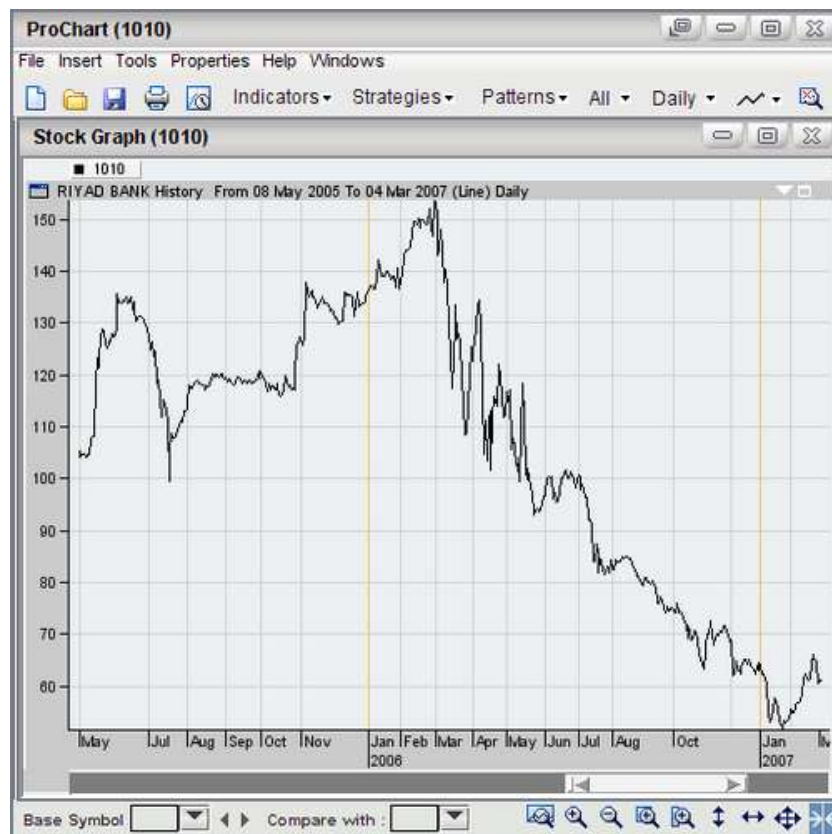 ProChart (1010)
File Insert Tools Properties Help Windows
Indicators Strategies Patterns All Daily
Stock Graph (1010)
1010
RIYAD BANK History From 08 May 2005 To 04 Mar 2007 (Line) Daily
150
140
130
120
110
100
90
80
70
60
May Jul Aug Sep Oct Nov Jan Feb Mar Apr May Jun Jul Aug Oct Jan M
2006 2007
Base Symbol Compare with :